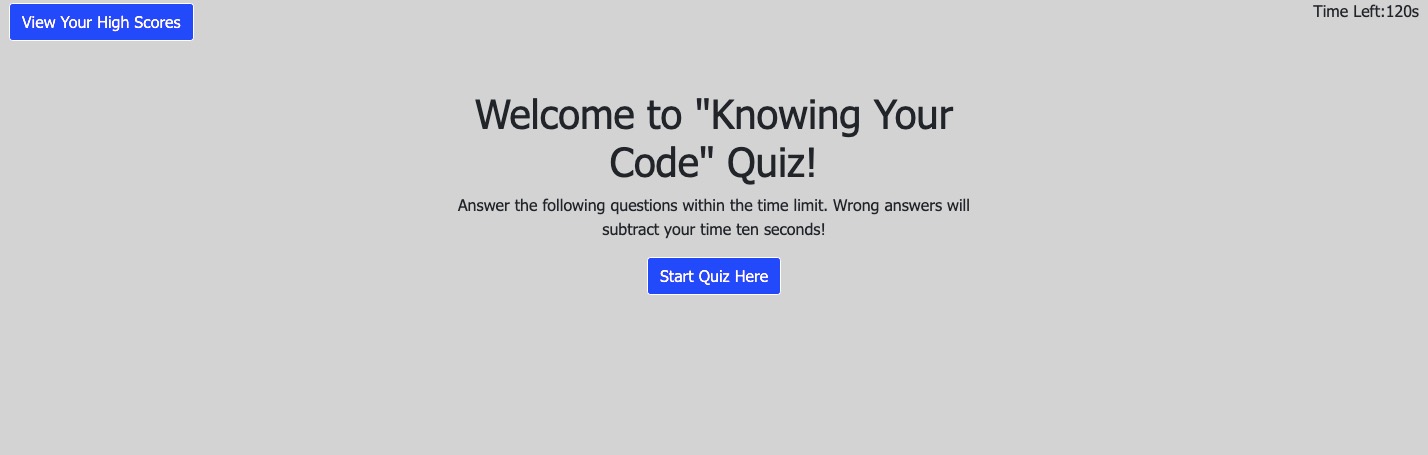 View Your High Scores
Time Left:120s
Welcome to "Knowing Your
Code" Quiz!
Answer the following questions within the time limit. Wrong answers will
subtract your time ten seconds!
Start Quiz Here